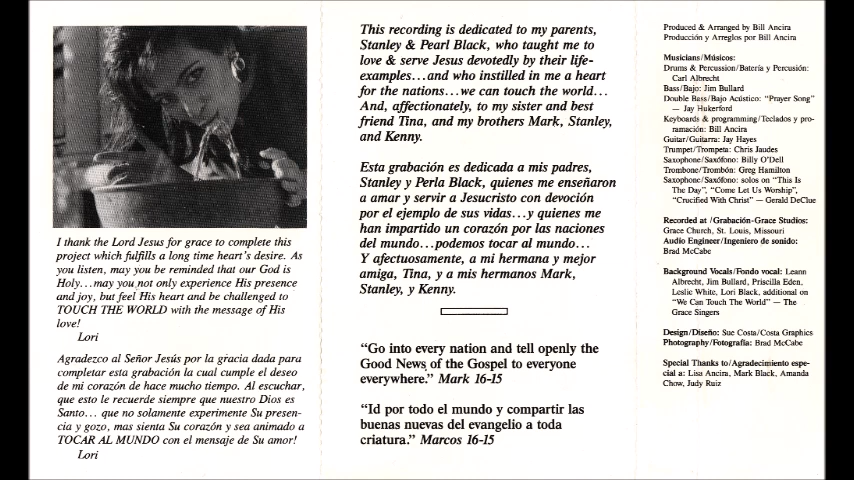 I thank the Lord Jesus for grace to complete this
project which fulfills a long time heart's desire. As
you listen, may you be reminded that our God is
Holy...may you not only experience His presence
and joy, but feel His heart and be challenged to
TOUCH THE WORLD with the message of His
love!
Lori
Agradezco al Señor Jesús por la gracia dada para
completar esta grabación la cual cumple el deseo
de mi corazón de hace mucho tiempo. Al escuchar,
que esto le recuerde siempre que nuestro Dios es
Santo... que no solamente experimente Su presen-
cia y gozo, mas sienta Su corazón y sea animado a
TOCAR AL MUNDO con el mensaje de Su amor!
Lori
This recording is dedicated to my parents,
Stanley & Pearl Black, who taught me to
love & serve Jesus devotedly by their life-
examples...and who instilled in me a heart
for the nations...we can touch the world...
And, affectionately, to my sister and best
friend Tina, and my brothers Mark, Stanley,
and Kenny.
Esta grabación es dedicada a mis padres,
Stanley y Perla Black, quienes me enseñaron
a amar y servir a Jesucristo con devoción
por el ejemplo de sus vidas...y quienes me
han impartido un corazón por las naciones
del mundo...podemos tocar al mundo...
Y afectuosamente, a mi hermana y mejor
amiga, Tina, y a mis hermanos Mark,
Stanley, y Kenny.
"Go into every nation and tell openly the
Good News of the Gospel to everyone
everywhere." Mark 16-15
"Id por todo el mundo y compartir las
buenas nuevas del evangelio a toda
criatura." Marcos 16-15
Produced & Arranged by Bill Ancira
Producción y Arreglos por Bill Ancira
Musicians/Músicos:
Drums & Percussion/Batería y Percusión:
Carl Albrecht
Bass/Bajo: Jim Bullard
Double Bass/Bajo Acústico: "Prayer Song"
— Jay Hukerford
Keyboards & programming/Teclados y pro-
ramación: Bill Ancira
Guitar/Guitarra: Jay Hayes
Trumpet/Trompeta: Chris Jaudes
Saxophone/Saxófono: Billy O'Dell
Trombone/Trombón: Greg Hamilton
Saxophone/Saxófono: solos on "This Is
The Day", "Come Let Us Worship",
"Crucified With Christ" — Gerald DeClue
Recorded at /Grabación-Grace Studios:
Grace Church, St. Louis, Missouri
Audio Engineer/Ingeniero de sonido:
Brad McCabe
Background Vocals/Fondo vocal: Leann
Albrecht, Jim Bullard, Priscilla Eden,
Leslie White, Lori Black, additional on
"We Can Touch The World" — The
Grace Singers
Design/Diseño: Sue Costa/Costa Graphics
Photography/Fotografía: Brad McCabe
Special Thanks to/Agradecimiento espe-
cial a: Lisa Ancira, Mark Black, Amanda
Chow, Judy Ruiz